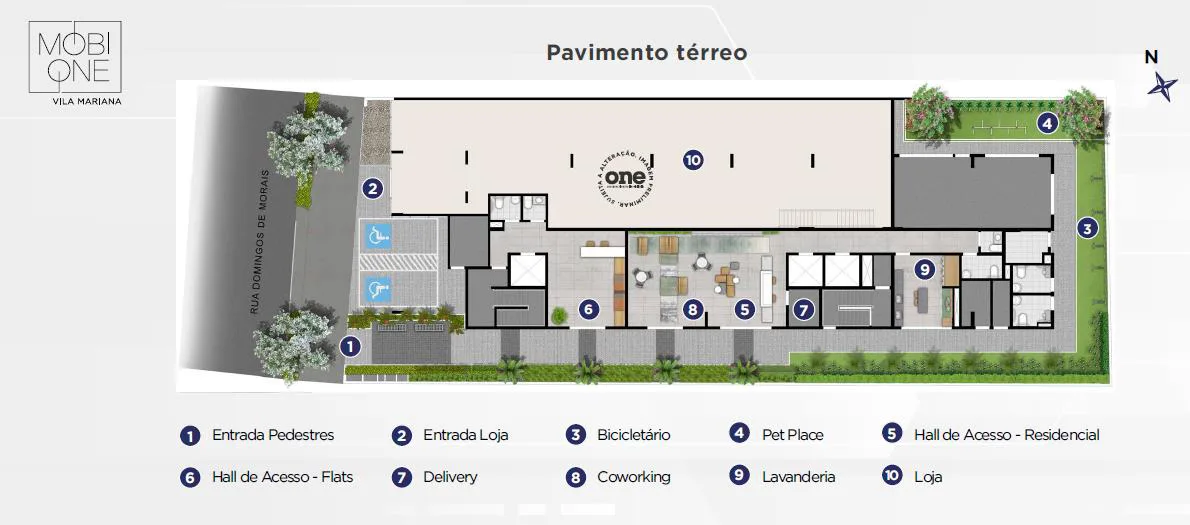 MOBI
ONE
VILA MARIANA
Pavimento térreo
N
RUA DOMINGOS DE MORAIS
SUJEITA A ALTERAÇÃO. IMAGEM PRELIMINAR.
one
4
10
2
3
9
6
8
5
7
1
1 Entrada Pedestres
2 Entrada Loja
3 Bicicletário
4 Pet Place
5 Hall de Acesso - Residencial
6 Hall de Acesso - Flats
7 Delivery
8 Coworking
9 Lavanderia
10 Loja